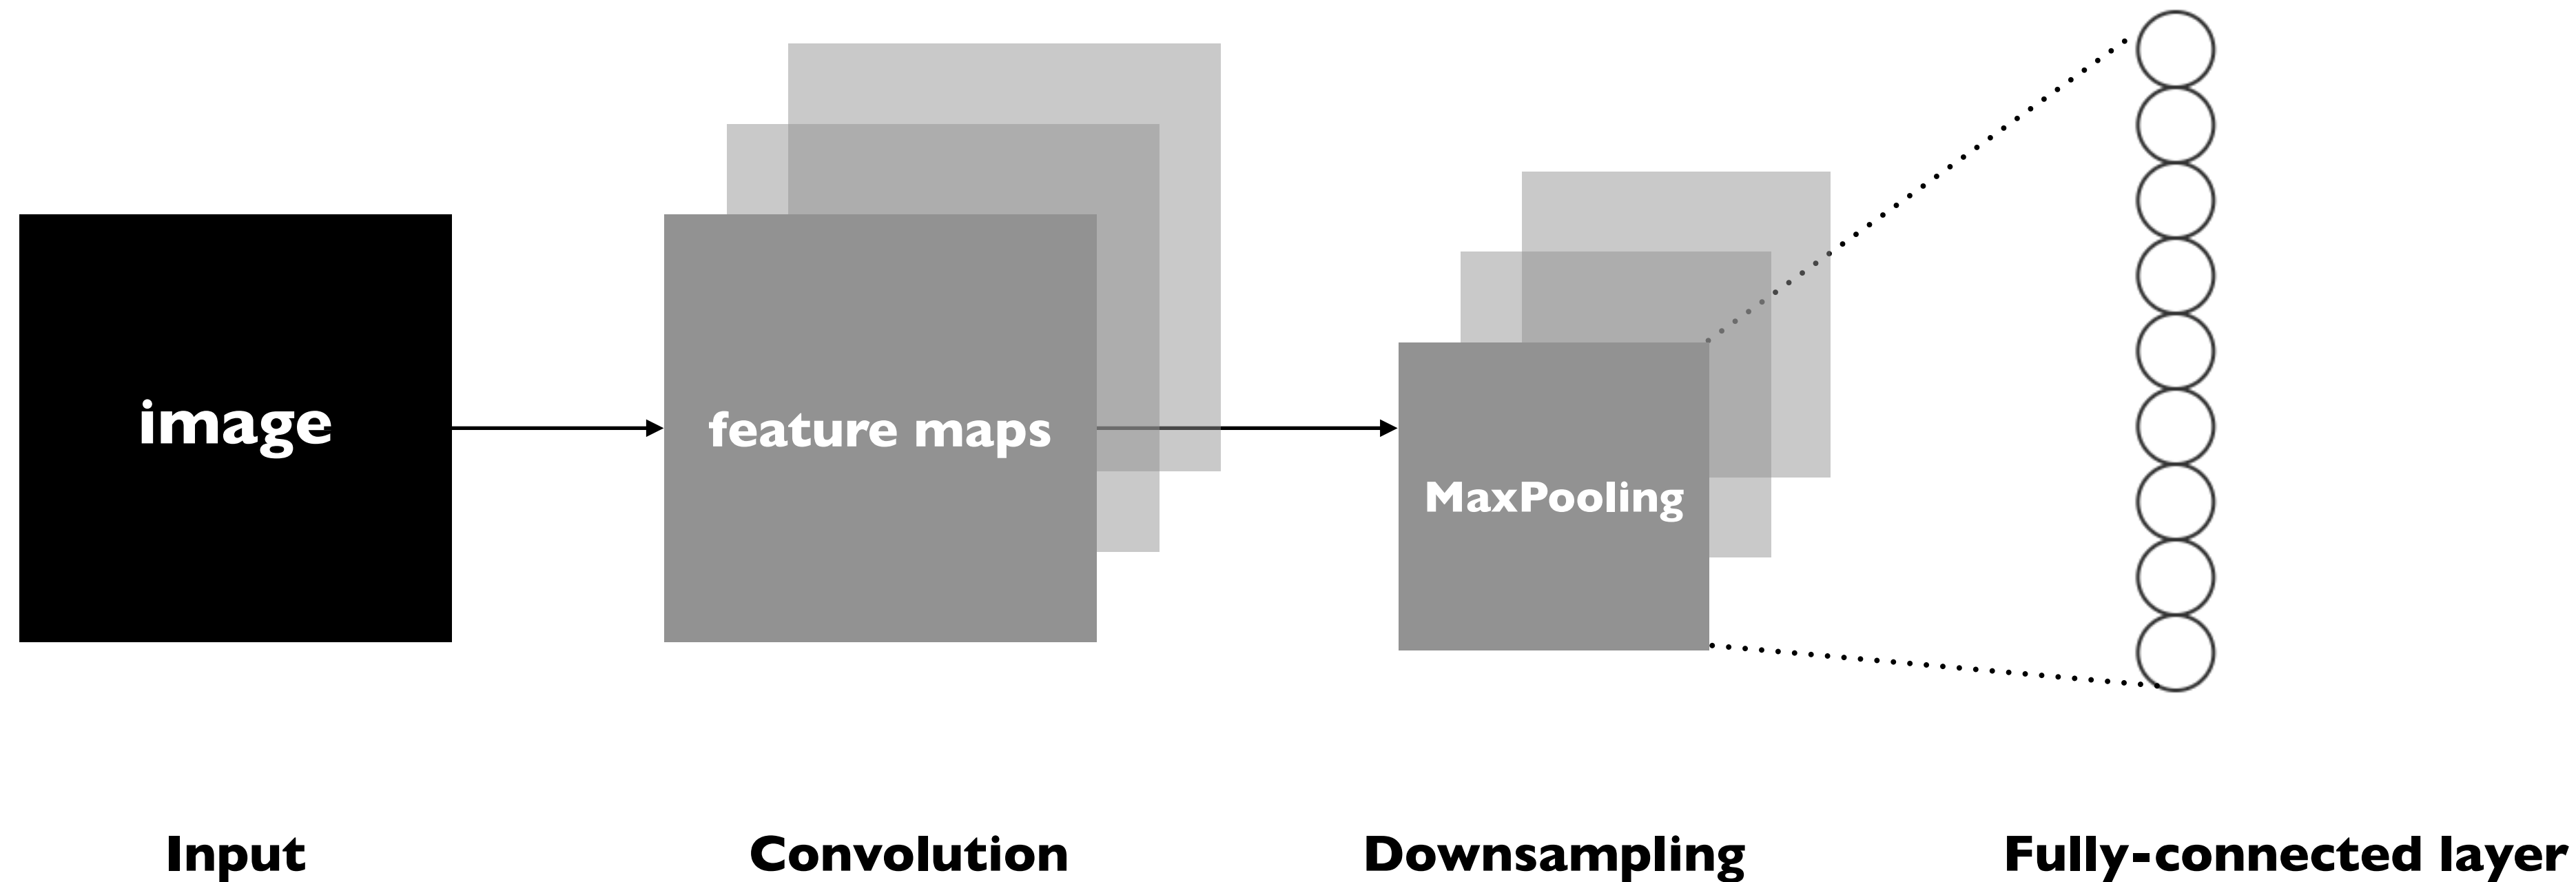 image
feature maps
MaxPooling
Input
Convolution
Downsampling
Fully-connected layer